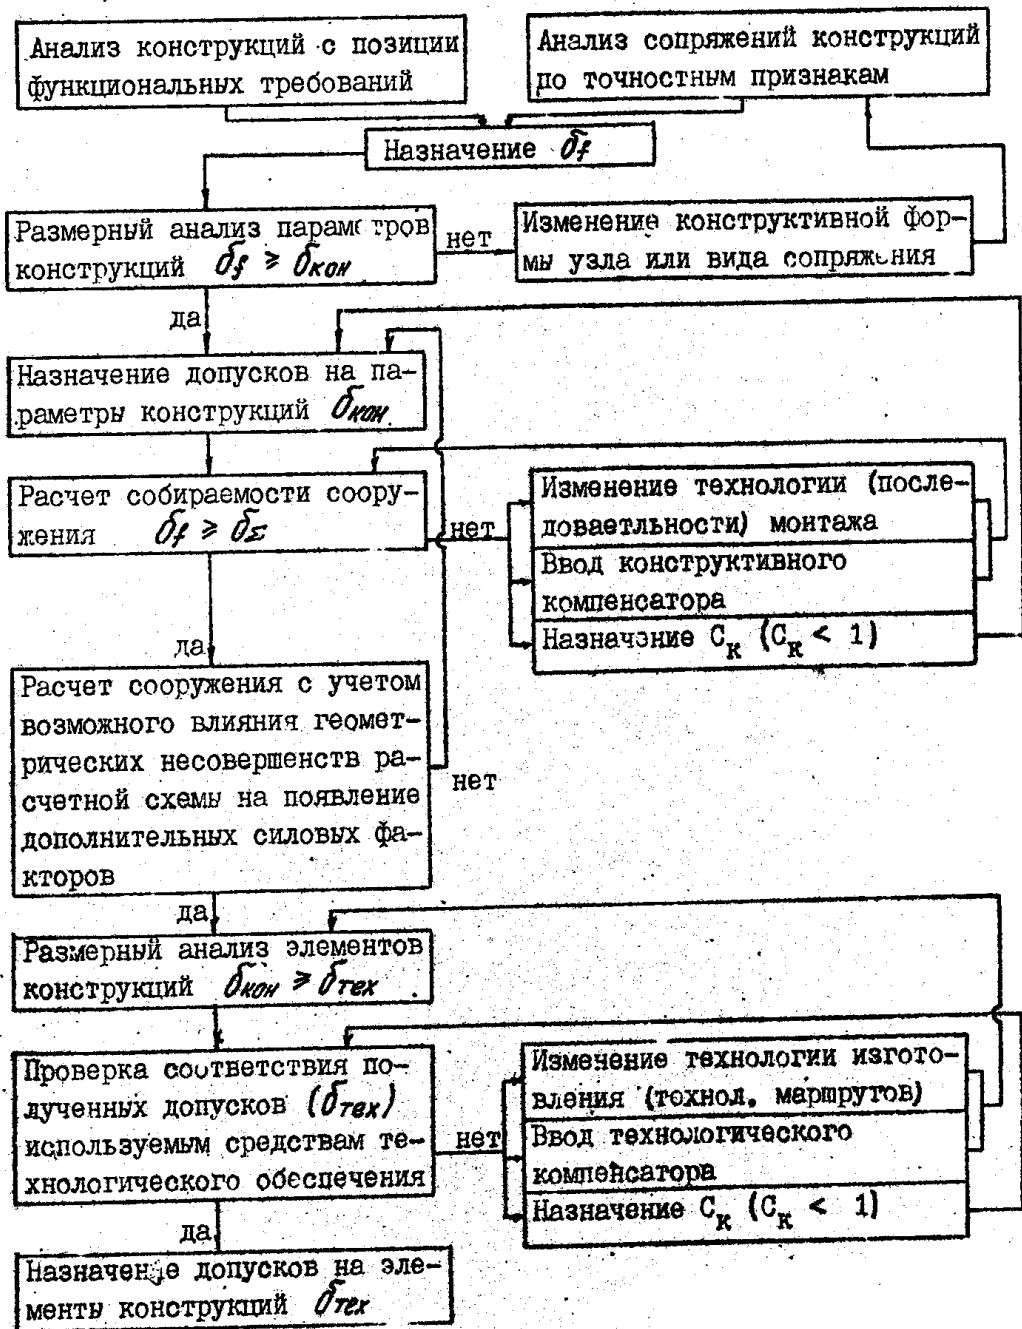 Анализ конструкций с позиции
функциональных требований
Анализ сопряжений конструкций
по точностным признакам
Назначение δf
Размерный анализ параметров
конструкций δf ≥ δкон
нет
Изменение конструктивной фор-
мы узла или вида сопряжения
да
Назначение допусков на па-
раметры конструкций δкон
Расчет собираемости соору-
жения δf ≥ δΣ
нет
Изменение технологии (после-
доваетльности) монтажа
Ввод конструктивного
компенсатора
Назначение Cк (Cк < 1)
да
Расчет сооружения с учетом
возможного влияния геомет-
рических несовершенств ра-
счетной схемы на появление
дополнительных силовых фа-
кторов
нет
да
Размерный анализ элементов
конструкций δкон ≥ δтех
Проверка соответствия по-
лученных допусков (δтех)
используемым средствам те-
хнологического обеспечения
нет
Изменение технологии изгото-
вления (технол. маршрутов)
Ввод технологического
компенсатора
Назначение Cк (Cк < 1)
да
Назначение допусков на эле-
менты конструкций δтех